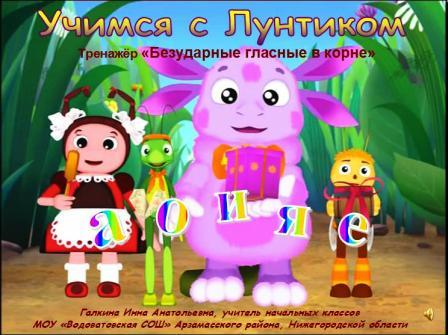 Учимся с Лунтиком
Тренажёр «Безударные гласные в корне»
а о и я е
Галкина Инна Анатольевна, учитель начальных классов
МОУ «Водоватовская СОШ» Арзамасского района, Нижегородской области